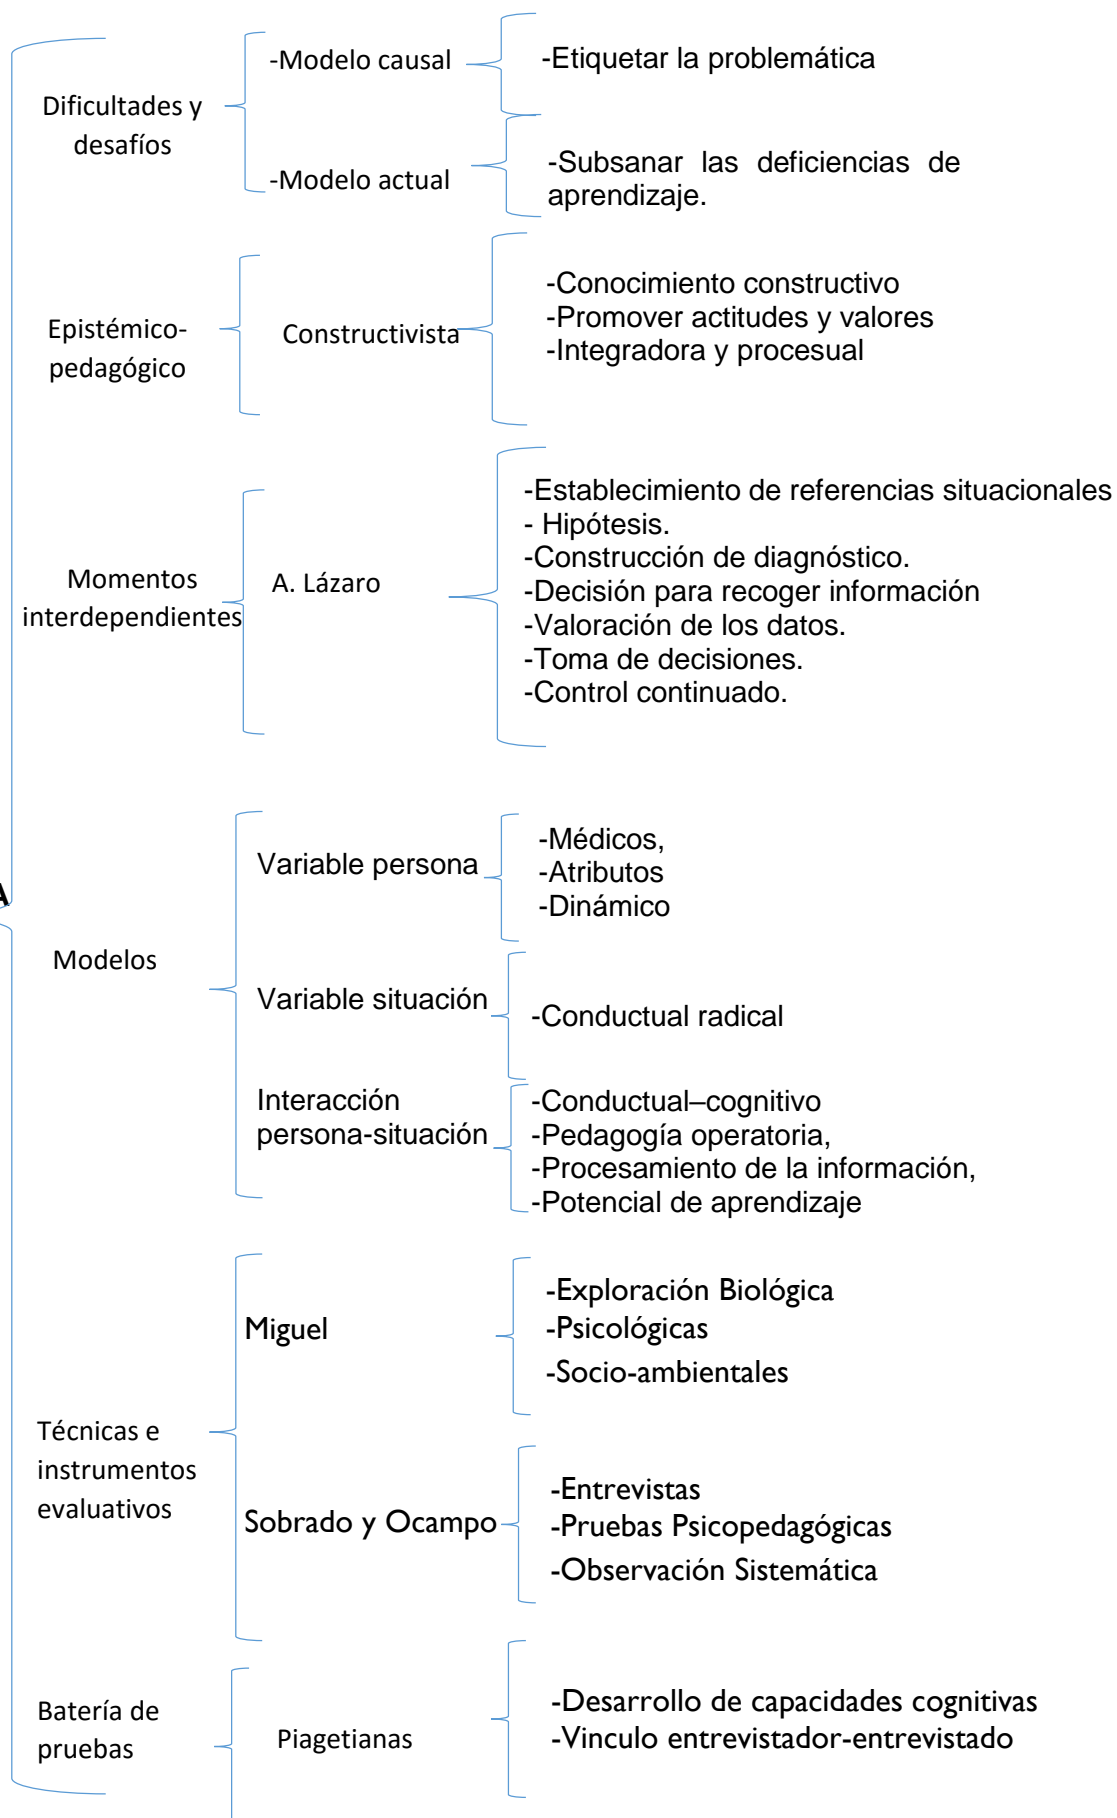 Dificultades y
desafíos
-Modelo causal
-Etiquetar la problemática
-Modelo actual
-Subsanar las deficiencias de
aprendizaje.
Epistémico-
pedagógico
Constructivista
-Conocimiento constructivo
-Promover actitudes y valores
-Integradora y procesual
Momentos
interdependientes
A. Lázaro
-Establecimiento de referencias situacionales
- Hipótesis.
-Construcción de diagnóstico.
-Decisión para recoger información
-Valoración de los datos.
-Toma de decisiones.
-Control continuado.
A
Modelos
Variable persona
-Médicos,
-Atributos
-Dinámico
Variable situación
-Conductual radical
Interacción
persona-situación
-Conductual–cognitivo
-Pedagogía operatoria,
-Procesamiento de la información,
-Potencial de aprendizaje
Técnicas e
instrumentos
evaluativos
Miguel
-Exploración Biológica
-Psicológicas
-Socio-ambientales
Sobrado y Ocampo
-Entrevistas
-Pruebas Psicopedagógicas
-Observación Sistemática
Batería de
pruebas
Piagetianas
-Desarrollo de capacidades cognitivas
-Vinculo entrevistador-entrevistado